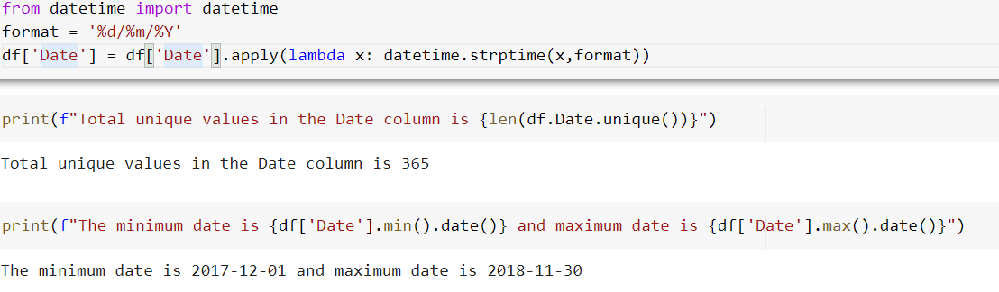 from datetime import datetime
format = '%d/%m/%Y'
df['Date'] = df['Date'].apply(lambda x: datetime.strptime(x,format))
print(f"Total unique values in the Date column is {len(df.Date.unique())}")
Total unique values in the Date column is 365
print(f"The minimum date is {df['Date'].min().date()} and maximum date is {df['Date'].max().date()}")
The minimum date is 2017-12-01 and maximum date is 2018-11-30